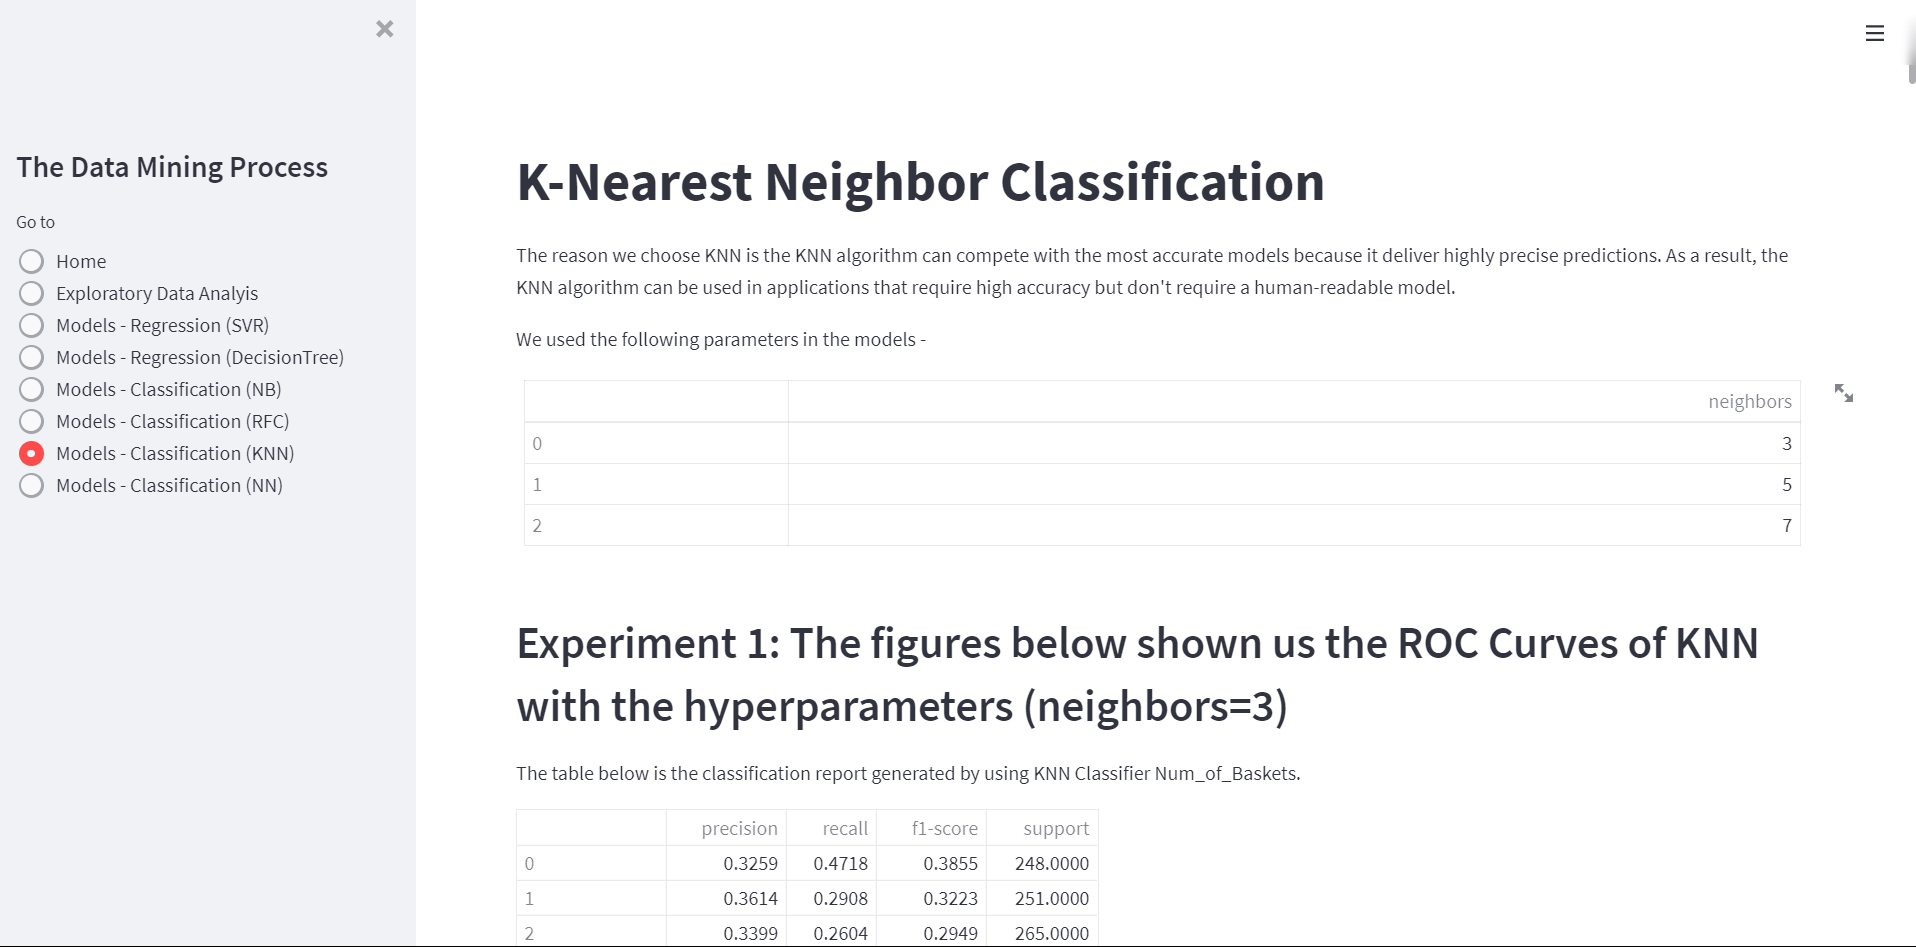 The Data Mining Process
Go to
Home
Exploratory Data Analyis
Models - Regression (SVR)
Models - Regression (DecisionTree)
Models - Classification (NB)
Models - Classification (RFC)
Models - Classification (KNN)
Models - Classification (NN)
K-Nearest Neighbor Classification
The reason we choose KNN is the KNN algorithm can compete with the most accurate models because it deliver highly precise predictions. As a result, the
KNN algorithm can be used in applications that require high accuracy but don't require a human-readable model.
We used the following parameters in the models -
neighbors
0 3
1 5
2 7
Experiment 1: The figures below shown us the ROC Curves of KNN
with the hyperparameters (neighbors=3)
The table below is the classification report generated by using KNN Classifier Num_of_Baskets.
precision recall f1-score support
0 0.3259 0.4718 0.3855 248.0000
1 0.3614 0.2908 0.3223 251.0000
2 0.3399 0.2604 0.2949 265.0000